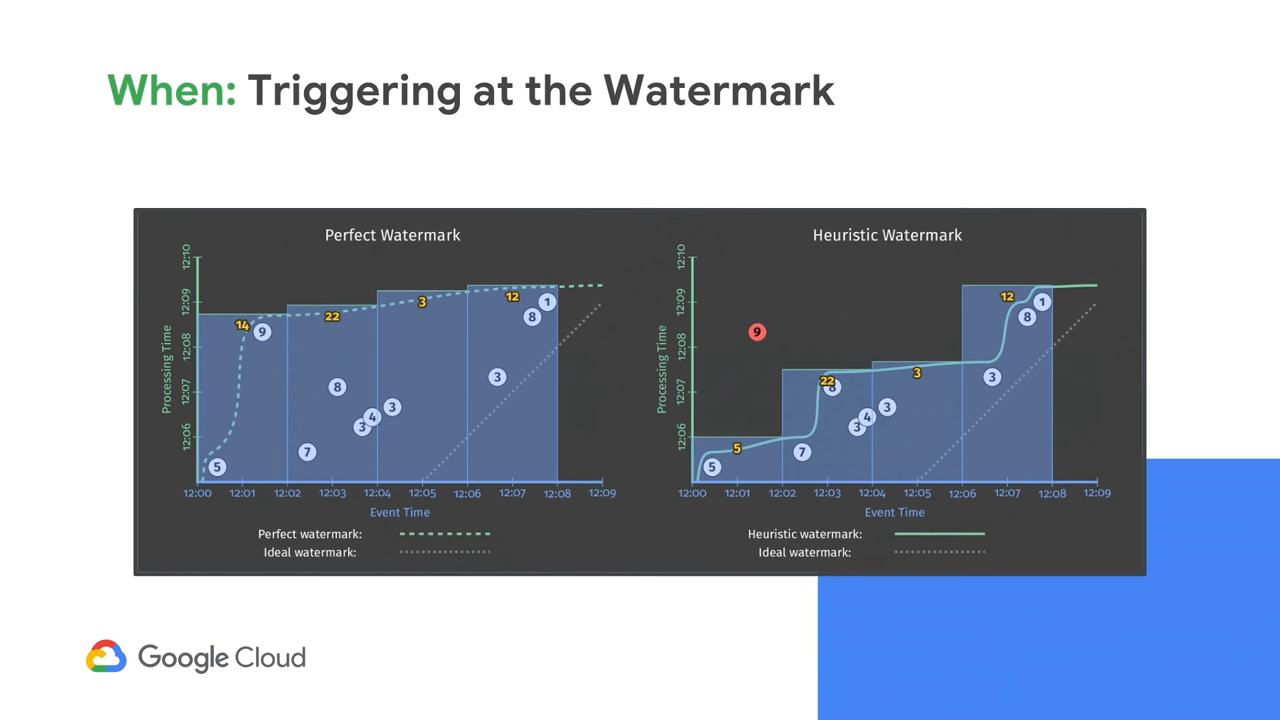 When: Triggering at the Watermark
Perfect Watermark
Processing Time
12:10
12:09
12:08
12:07
12:06
14
9
22
3
12
1
8
8
3
3
4
3
7
5
12:00 12:01 12:02 12:03 12:04 12:05 12:06 12:07 12:08 12:09
Event Time
Perfect watermark:
Ideal watermark:
Heuristic Watermark
Processing Time
12:10
12:09
12:08
12:07
12:06
9
12
1
8
22
8
3
3
3
4
3
5
7
5
12:00 12:01 12:02 12:03 12:04 12:05 12:06 12:07 12:08 12:09
Event Time
Heuristic watermark:
Ideal watermark:
Google Cloud